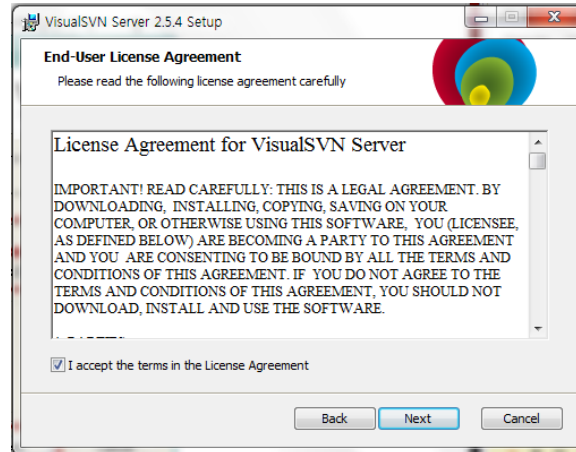 VisualSVN Server 2.5.4 Setup
End-User License Agreement
Please read the following license agreement carefully
License Agreement for VisualSVN Server
IMPORTANT! READ CAREFULLY: THIS IS A LEGAL AGREEMENT. BY
DOWNLOADING, INSTALLING, COPYING, SAVING ON YOUR
COMPUTER, OR OTHERWISE USING THIS SOFTWARE, YOU (LICENSEE,
AS DEFINED BELOW) ARE BECOMING A PARTY TO THIS AGREEMENT
AND YOU ARE CONSENTING TO BE BOUND BY ALL THE TERMS AND
CONDITIONS OF THIS AGREEMENT. IF YOU DO NOT AGREE TO THE
TERMS AND CONDITIONS OF THIS AGREEMENT, YOU SHOULD NOT
DOWNLOAD, INSTALL AND USE THE SOFTWARE.
I accept the terms in the License Agreement
Back Next Cancel